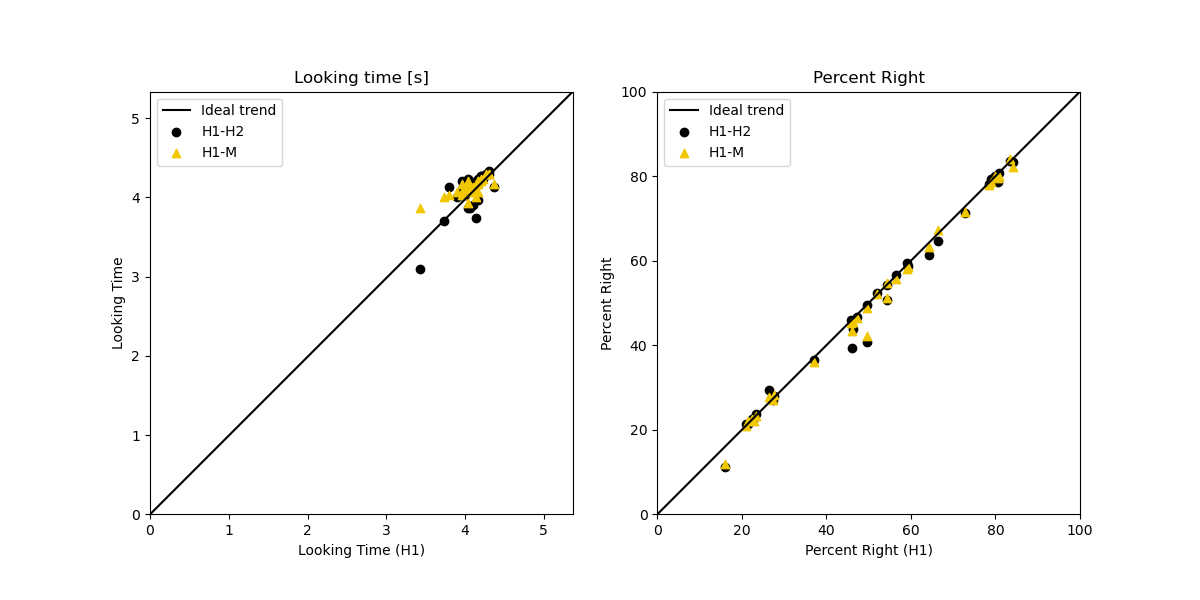 Looking time [s]
Ideal trend
H1-H2
H1-M
5
4
3
2
1
0
0 1 2 3 4 5
Looking Time (H1)
Looking Time
Percent Right
Ideal trend
H1-H2
H1-M
100
80
60
40
20
0
0 20 40 60 80 100
Percent Right (H1)
Percent Right